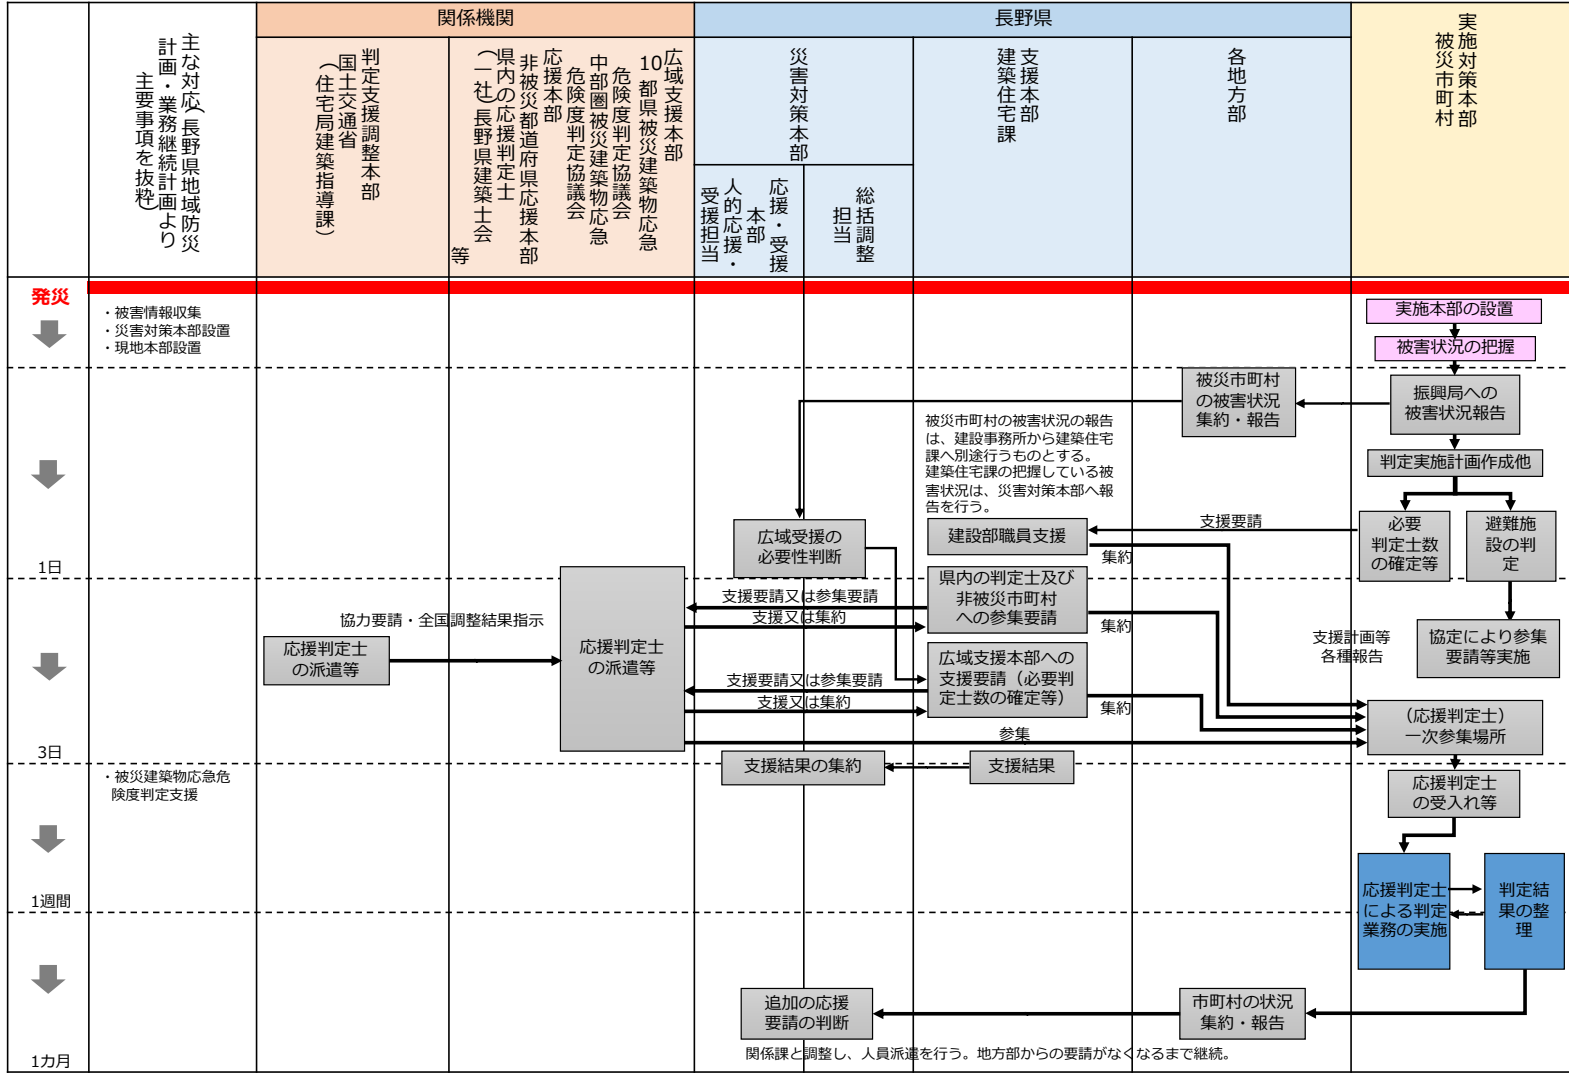 関係機関
長野県
主な対応(長野県地域防災
計画・業務継続計画より
主要事項を抜粋)
判定支援調整本部
国土交通省
(住宅局建築指導課)
広域支援本部
10都県被災建築物応急
危険度判定協議会
中部圏被災建築物応急
危険度判定協議会
応援本部
非被災都道府県応援本部
県内の応援判定士
(一社)長野県建築士会
等
災害対策本部
応援・受援
本部
人的応援・
受援担当
総括調整
担当
支援本部
建築住宅課
各地方部
実施対策本部
被災市町村
発災
・被害情報収集
・災害対策本部設置
・現地本部設置
実施本部の設置
被害状況の把握
被災市町村
の被害状況
集約・報告
振興局への
被害状況報告
被災市町村の被害状況の報告
は、建設事務所から建築住宅
課へ別途行うものとする。
建築住宅課の把握している被
害状況は、災害対策本部へ報
告を行う。
判定実施計画作成他
広域受援の
必要性判断
建設部職員支援
支援要請
集約
必要
判定士数
の確定等
避難施
設の判
定
1日
県内の判定士及び
非被災市町村
への参集要請
支援要請又は参集要請
支援又は集約
集約
協力要請・全国調整結果指示
応援判定士
の派遣等
応援判定士
の派遣等
支援計画等
各種報告
協定により参集
要請等実施
広域支援本部への
支援要請(必要判
定士数の確定等)
支援要請又は参集要請
支援又は集約
集約
参集
(応援判定士)
一次参集場所
3日
・被災建築物応急危
険度判定支援
支援結果の集約
支援結果
応援判定士
の受入れ等
応援判定士
による判定
業務の実施
判定結
果の整
理
1週間
追加の応援
要請の判断
市町村の状況
集約・報告
関係課と調整し、人員派遣を行う。地方部からの要請がなくなるまで継続。
1カ月